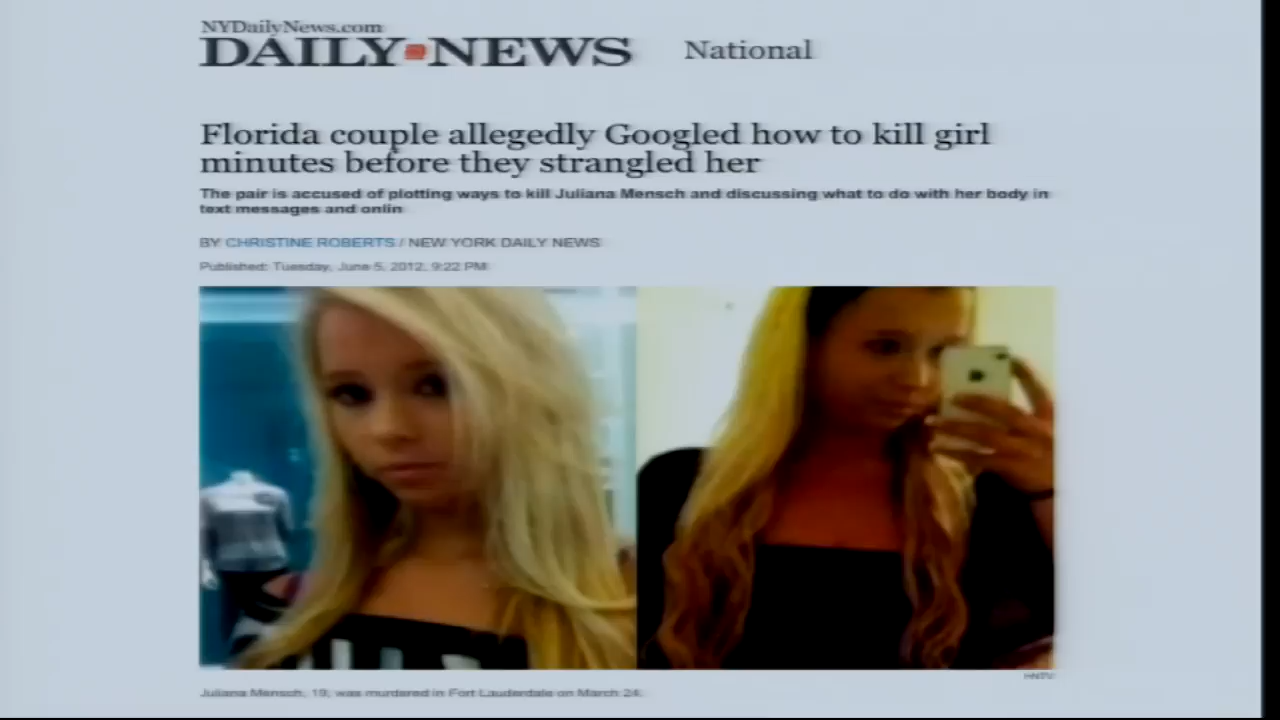 NYDailyNews.com
DAILY NEWS National
Florida couple allegedly Googled how to kill girl
minutes before they strangled her
The pair is accused of plotting ways to kill Juliana Mensch and discussing what to do with her body in
text messages and onlin
BY CHRISTINE ROBERTS / NEW YORK DAILY NEWS
Published: Tuesday, June 5, 2012, 9:22 PM
Juliana Mensch, 19, was murdered in Fort Lauderdale on March 24.